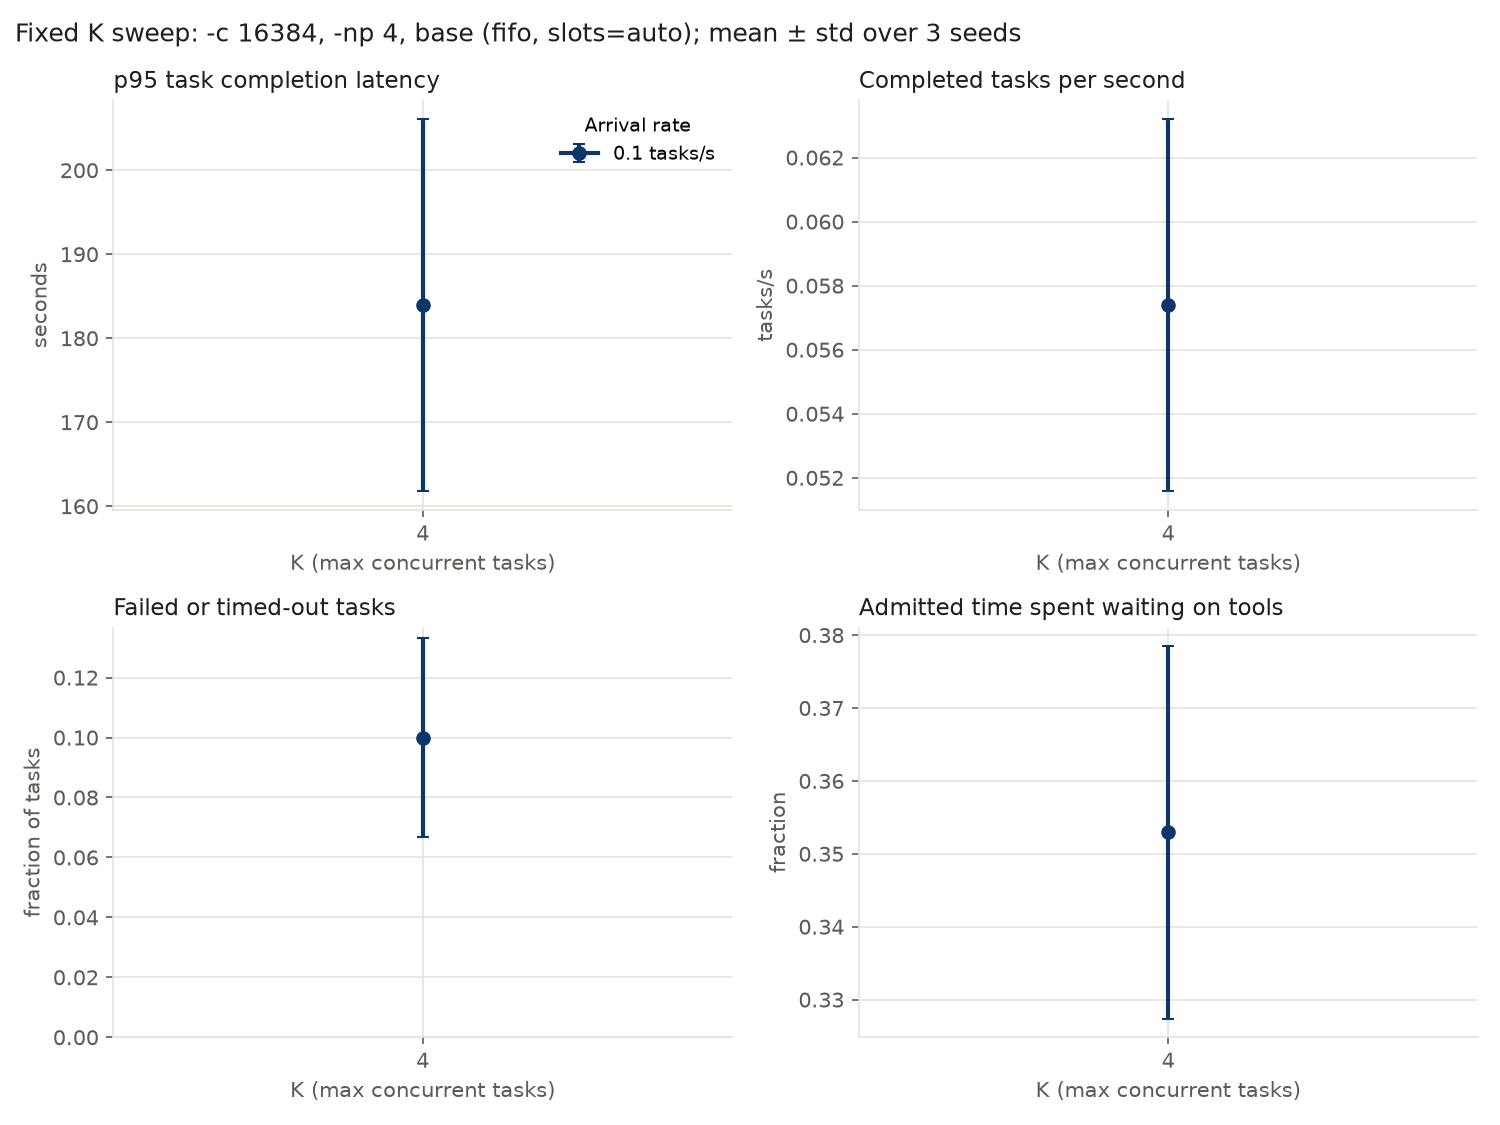 Fixed K sweep: -c 16384, -np 4, base (fifo, slots=auto); mean ± std over 3 seeds
p95 task completion latency
Arrival rate
0.1 tasks/s
200
190
180
170
160
seconds
4
K (max concurrent tasks)
Completed tasks per second
0.062
0.060
0.058
0.056
0.054
0.052
tasks/s
4
K (max concurrent tasks)
Failed or timed-out tasks
0.12
0.10
0.08
0.06
0.04
0.02
0.00
fraction of tasks
4
K (max concurrent tasks)
Admitted time spent waiting on tools
0.38
0.37
0.36
0.35
0.34
0.33
fraction
4
K (max concurrent tasks)